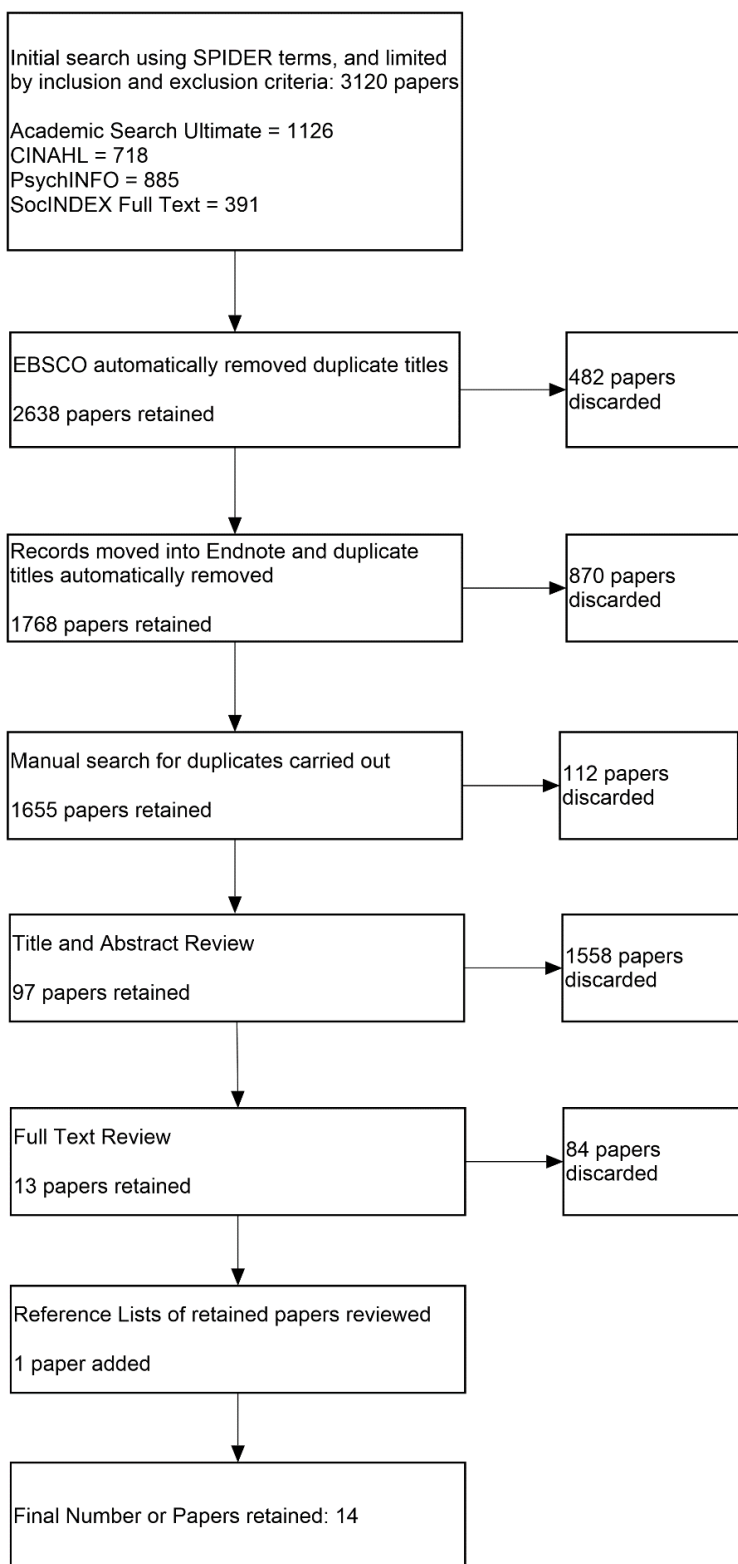 Initial search using SPIDER terms, and limited
by inclusion and exclusion criteria: 3120 papers
Academic Search Ultimate = 1126
CINAHL = 718
PsychINFO = 885
SocINDEX Full Text = 391
EBSCO automatically removed duplicate titles
2638 papers retained
482 papers
discarded
Records moved into Endnote and duplicate
titles automatically removed
1768 papers retained
870 papers
discarded
Manual search for duplicates carried out
1655 papers retained
112 papers
discarded
Title and Abstract Review
97 papers retained
1558 papers
discarded
Full Text Review
13 papers retained
84 papers
discarded
Reference Lists of retained papers reviewed
1 paper added
Final Number or Papers retained: 14